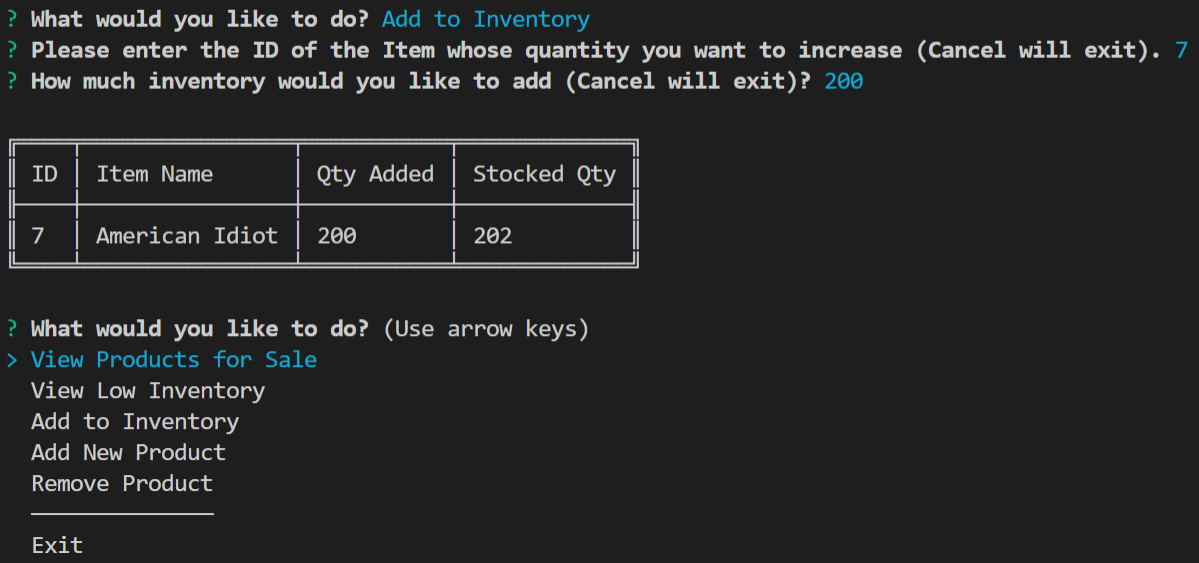 ? What would you like to do? Add to Inventory
? Please enter the ID of the Item whose quantity you want to increase (Cancel will exit). 7
? How much inventory would you like to add (Cancel will exit)? 200
ID Item Name Qty Added Stocked Qty
7 American Idiot 200 202
? What would you like to do? (Use arrow keys)
> View Products for Sale
View Low Inventory
Add to Inventory
Add New Product
Remove Product
Exit